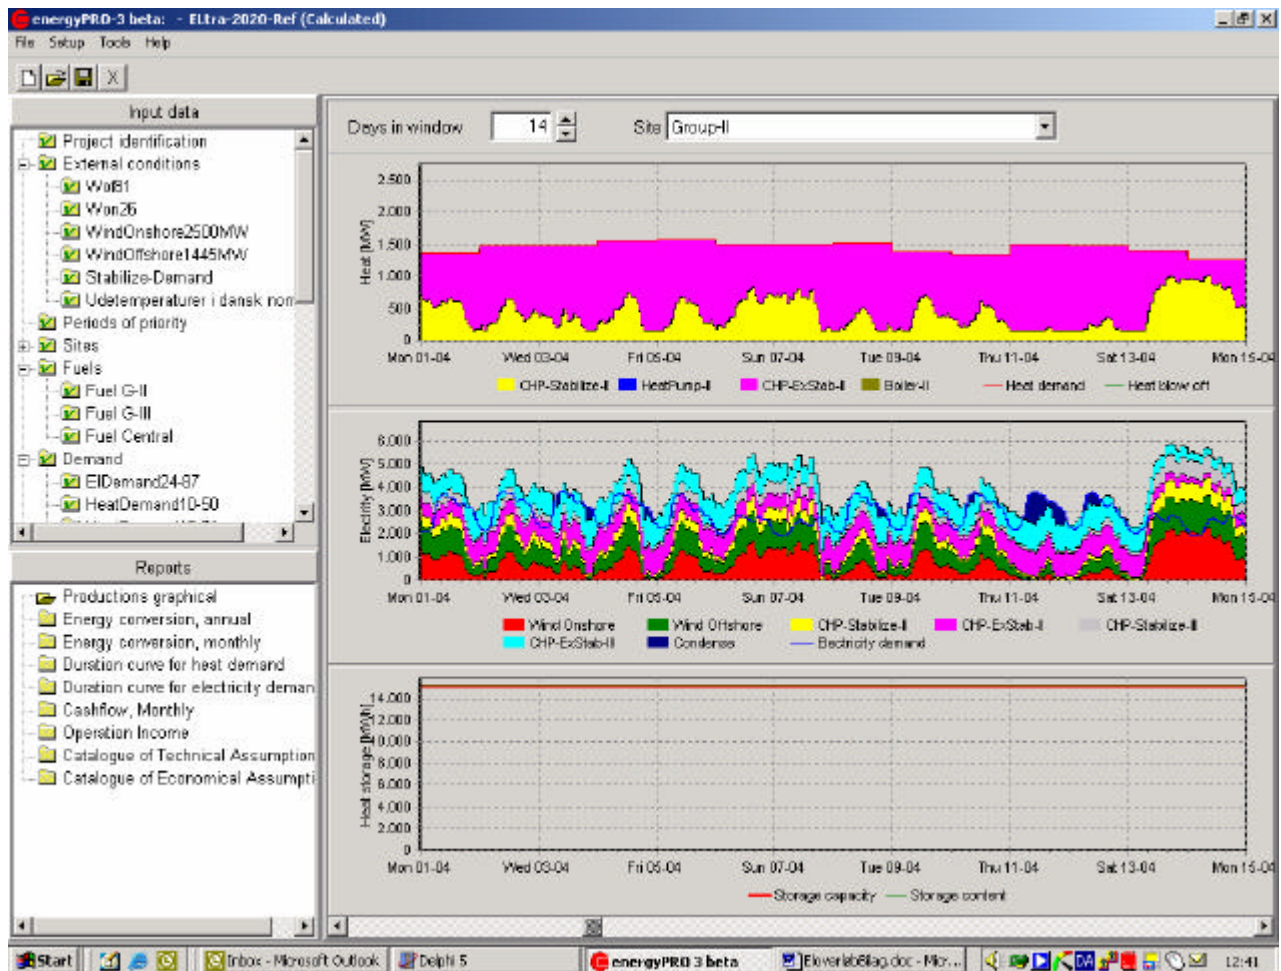 energyPRO-3 beta: - ELtra-2020-Ref (Calculated)
File Setup Tools Help
Input data
Project identification
External conditions
Wof81
Won26
WindOnshore2500MW
WindOffshore1445MW
Stabilize-Demand
Udetemperaturer i dansk norm
Periods of priority
Sites
Fuels
Fuel G-II
Fuel G-III
Fuel Central
Demand
ElDemand24-87
HeatDemand10-50
Reports
Productions graphical
Energy conversion, annual
Energy conversion, monthly
Duration curve for heat demand
Duration curve for electricity deman
Cashflow, Monthly
Operation Income
Catalogue of Technical Assumption
Catalogue of Economical Assumpti
Days in window 14 Site Group-II
Heat [MW]
2.500
2.000
1.500
1.000
500
0
Mon 01-04 Wed 03-04 Fri 05-04 Sun 07-04 Tue 09-04 Thu 11-04 Sat 13-04 Mon 15-04
CHP-Stabilize-II HeatPump-II CHP-ExStab-II Boiler-II Heat demand Heat blow off
Electricity [MW]
6.000
5.000
4.000
3.000
2.000
1.000
0
Mon 01-04 Wed 03-04 Fri 05-04 Sun 07-04 Tue 09-04 Thu 11-04 Sat 13-04 Mon 15-04
Wind Onshore Wind Offshore CHP-Stabilize-II CHP-ExStab-II CHP-Stabilize-III
CHP-ExStab-III Condense Electricity demand
Heat storage [MWh]
14.000
12.000
10.000
8.000
6.000
4.000
2.000
0
Mon 01-04 Wed 03-04 Fri 05-04 Sun 07-04 Tue 09-04 Thu 11-04 Sat 13-04 Mon 15-04
Storage capacity Storage content
Start Inbox - Microsoft Outlook Delphi 5 energyPRO 3 beta EloverløbBilag.doc - Micr... DA 12:41